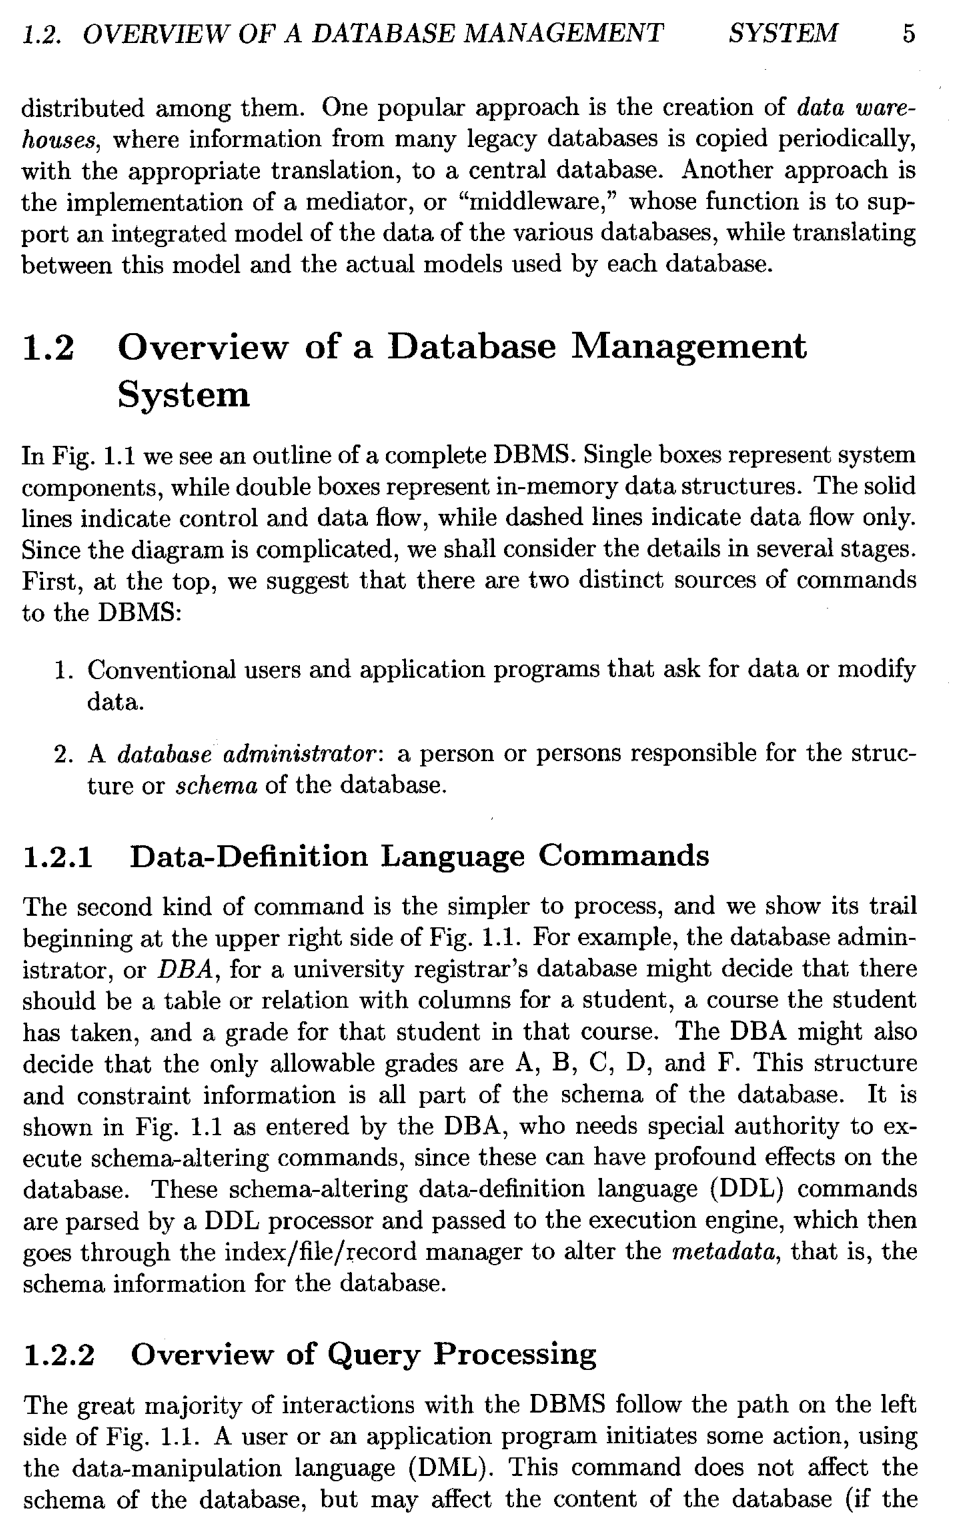 1.2. OVERVIEW OF A DATABASE MANAGEMENT SYSTEM 5
distributed among them. One popular approach is the creation of data ware-
houses, where information from many legacy databases is copied periodically,
with the appropriate translation, to a central database. Another approach is
the implementation of a mediator, or “middleware,” whose function is to sup-
port an integrated model of the data of the various databases, while translating
between this model and the actual models used by each database.
1.2 Overview of a Database Management
System
In Fig. 1.1 we see an outline of a complete DBMS. Single boxes represent system
components, while double boxes represent in-memory data structures. The solid
lines indicate control and data flow, while dashed lines indicate data flow only.
Since the diagram is complicated, we shall consider the details in several stages.
First, at the top, we suggest that there are two distinct sources of commands
to the DBMS:
1. Conventional users and application programs that ask for data or modify
data.
2. A database administrator: a person or persons responsible for the struc-
ture or schema of the database.
1.2.1 Data-Definition Language Commands
The second kind of command is the simpler to process, and we show its trail
beginning at the upper right side of Fig. 1.1. For example, the database admin-
istrator, or DBA, for a university registrar's database might decide that there
should be a table or relation with columns for a student, a course the student
has taken, and a grade for that student in that course. The DBA might also
decide that the only allowable grades are A, B, C, D, and F. This structure
and constraint information is all part of the schema of the database. It is
shown in Fig. 1.1 as entered by the DBA, who needs special authority to ex-
ecute schema-altering commands, since these can have profound effects on the
database. These schema-altering data-definition language (DDL) commands
are parsed by a DDL processor and passed to the execution engine, which then
goes through the index/file/record manager to alter the metadata, that is, the
schema information for the database.
1.2.2 Overview of Query Processing
The great majority of interactions with the DBMS follow the path on the left
side of Fig. 1.1. A user or an application program initiates some action, using
the data-manipulation language (DML). This command does not affect the
schema of the database, but may affect the content of the database (if the